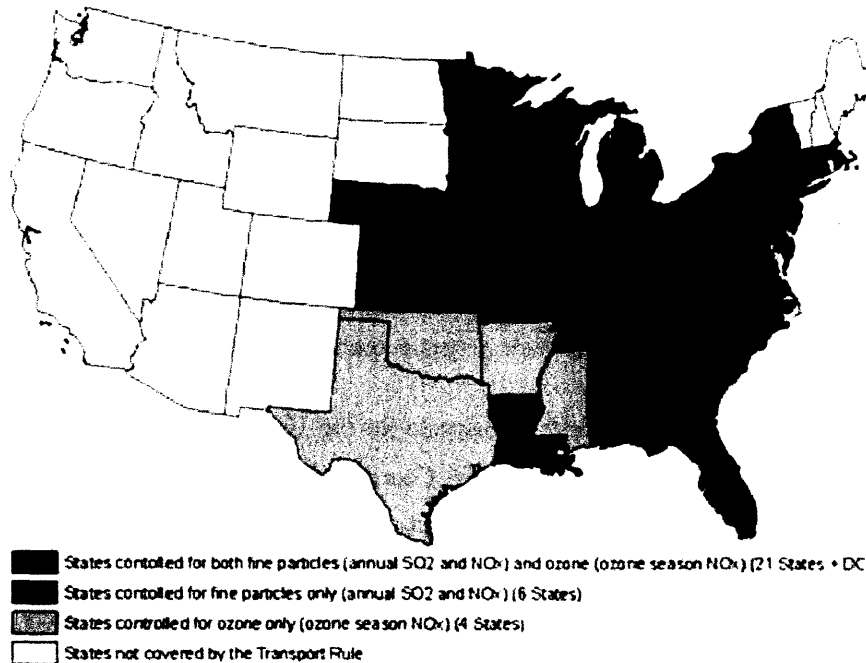 States contolled for both fine particles (annual SO2 and NOx) and ozone (ozone season NOx) (21 States + DC
States contolled for fine particles only (annual SO2 and NOx) (6 States)
States controlled for ozone only (ozone season NOx) (4 States)
States not covered by the Transport Rule